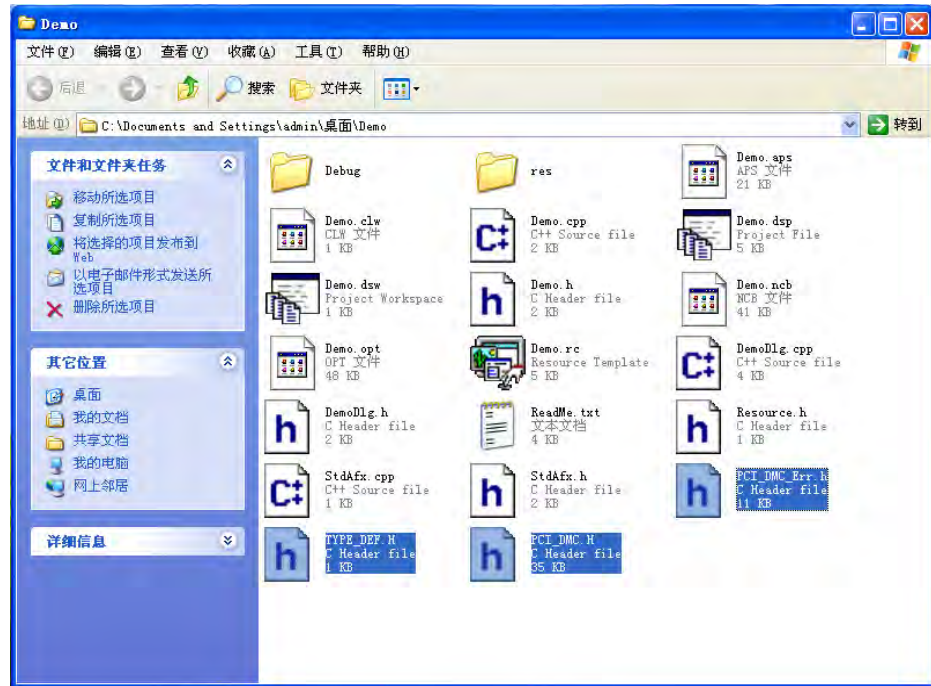 Demo
文件(F) 编辑(E) 查看(V) 收藏(A) 工具(T) 帮助(H)
后退 搜索 文件夹
地址(D) C:\Documents and Settings\admin\桌面\Demo 转到
文件和文件夹任务
移动所选项目
复制所选项目
将选择的项目发布到
Web
以电子邮件形式发送所
选项目
删除所选项目
其它位置
桌面
我的文档
共享文档
我的电脑
网上邻居
详细信息
Debug
res
Demo.aps
APS 文件
21 KB
Demo.clw
CLW 文件
1 KB
Demo.cpp
C++ Source file
2 KB
Demo.dsp
Project File
5 KB
Demo.dsw
Project Workspace
1 KB
Demo.h
C Header file
2 KB
Demo.ncb
NCB 文件
41 KB
Demo.opt
OPT 文件
48 KB
Demo.rc
Resource Template
5 KB
DemoDlg.cpp
C++ Source file
4 KB
DemoDlg.h
C Header file
2 KB
ReadMe.txt
文本文档
4 KB
Resource.h
C Header file
1 KB
StdAfx.cpp
C++ Source file
1 KB
StdAfx.h
C Header file
2 KB
PCI_DMC_Err.h
C Header file
11 KB
TYPE_DEF.H
C Header file
1 KB
PCI_DMC.H
C Header file
35 KB